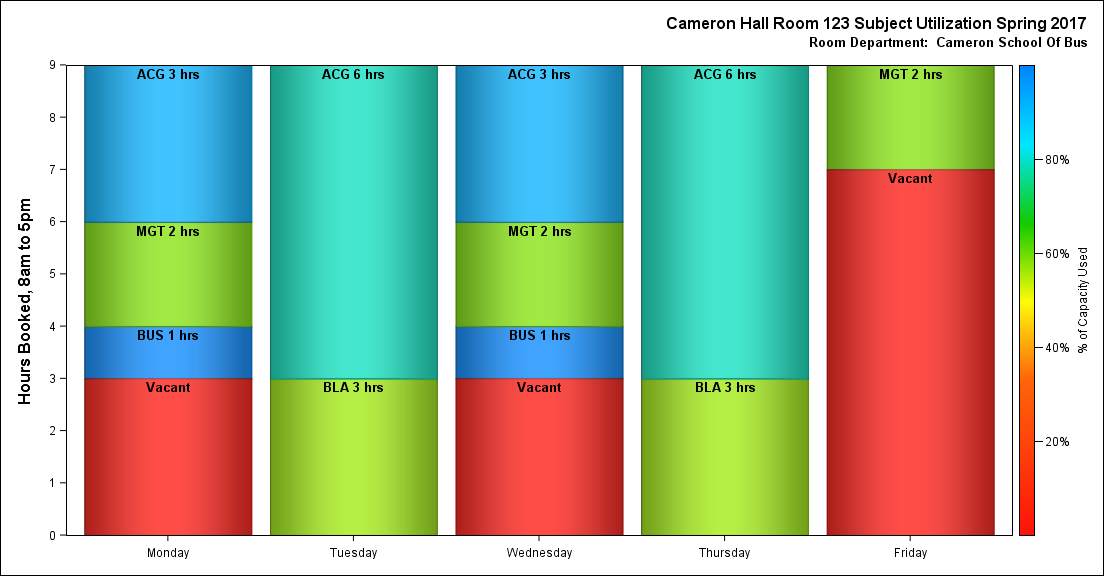 Cameron Hall Room 123 Subject Utilization Spring 2017
Room Department:  Cameron School Of Bus
Hours Booked, 8am to 5pm
9
8
7
6
5
4
3
2
1
0
ACG 3 hrs
MGT 2 hrs
BUS 1 hrs
Vacant
ACG 6 hrs
BLA 3 hrs
ACG 3 hrs
MGT 2 hrs
BUS 1 hrs
Vacant
ACG 6 hrs
BLA 3 hrs
MGT 2 hrs
Vacant
Monday
Tuesday
Wednesday
Thursday
Friday
80%
60%
40%
20%
% of Capacity Used